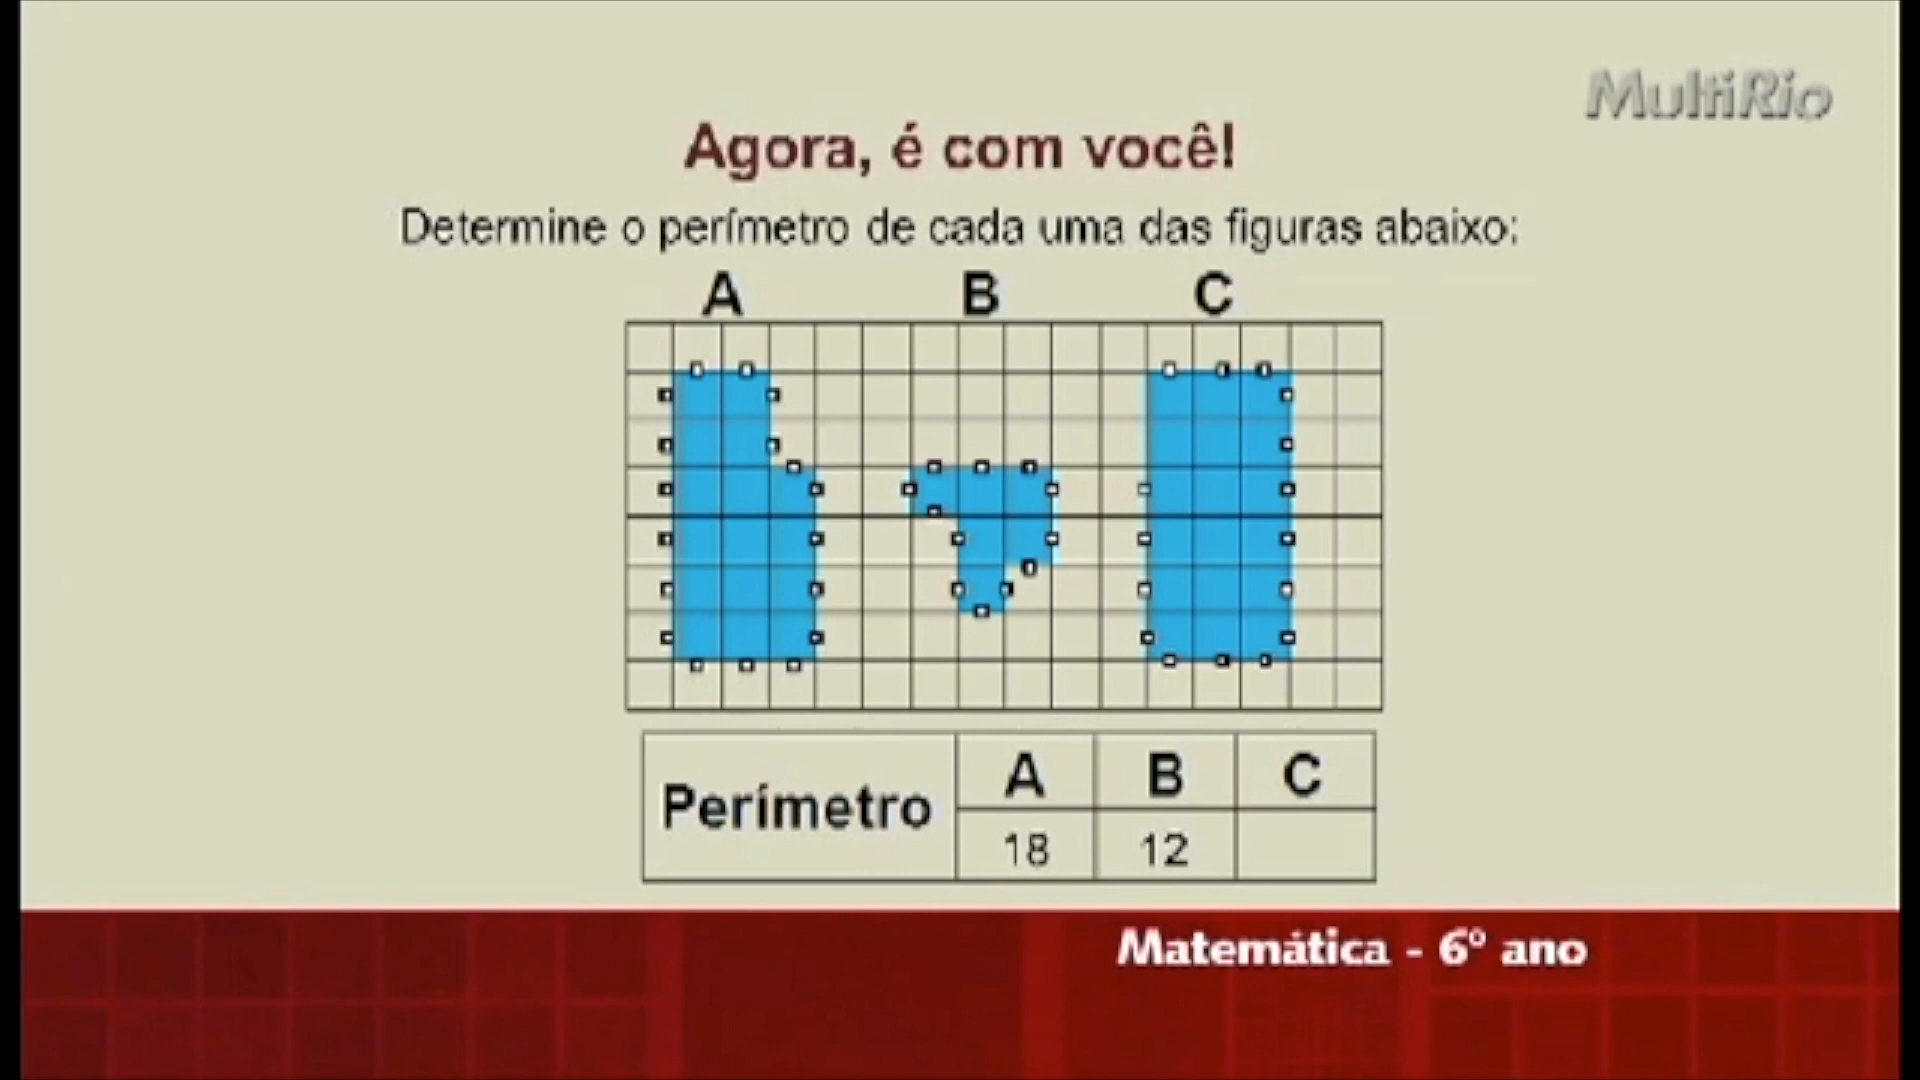 MultiRio
Agora, é com você!
Determine o perímetro de cada uma das figuras abaixo:
A B C
Perímetro A B C
18 12
Matemática - 6º ano